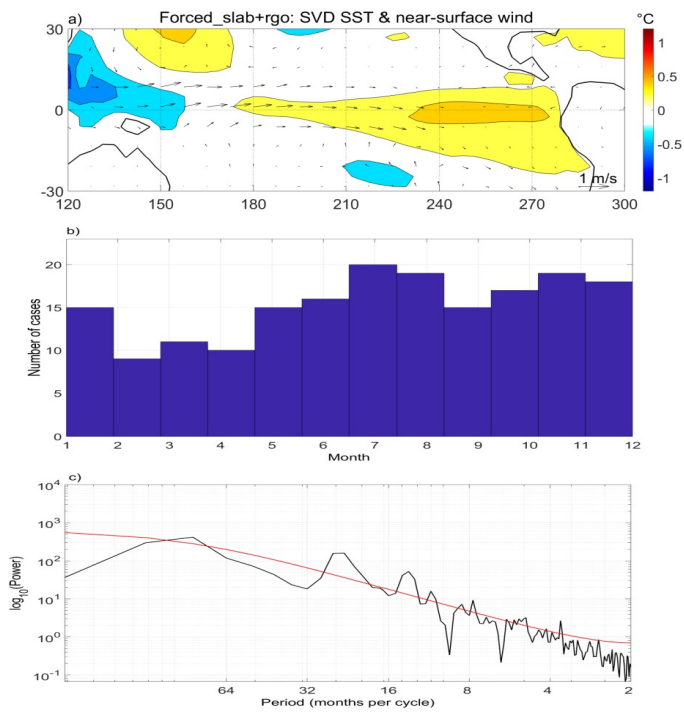 Forced_slab+rgo: SVD SST & near-surface wind
a)
°C
30
0
-30
120 150 180 210 240 270 300
1 m/s
1
0.5
0
-0.5
-1
b)
20
15
10
5
0
Number of cases
1 2 3 4 5 6 7 8 9 10 11 12
Month
c)
10^4
10^3
10^2
10^1
10^0
10^-1
log10(Power)
64 32 16 8 4 2
Period (months per cycle)